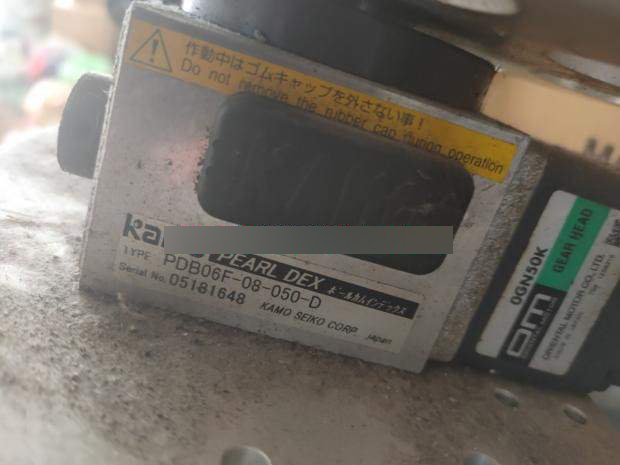 作動中はゴムキャップを外さない事!
Do not remove the rubber cap during operation
PEARL DEX ボールカムインデックス
TYPE PDB06F-08-050-D
Serial No. 05181648 KAMO SEIKO CORP. Japan
0GN50K
GEAR HEAD
OM
ORIENTAL MOTOR CO.,LTD.